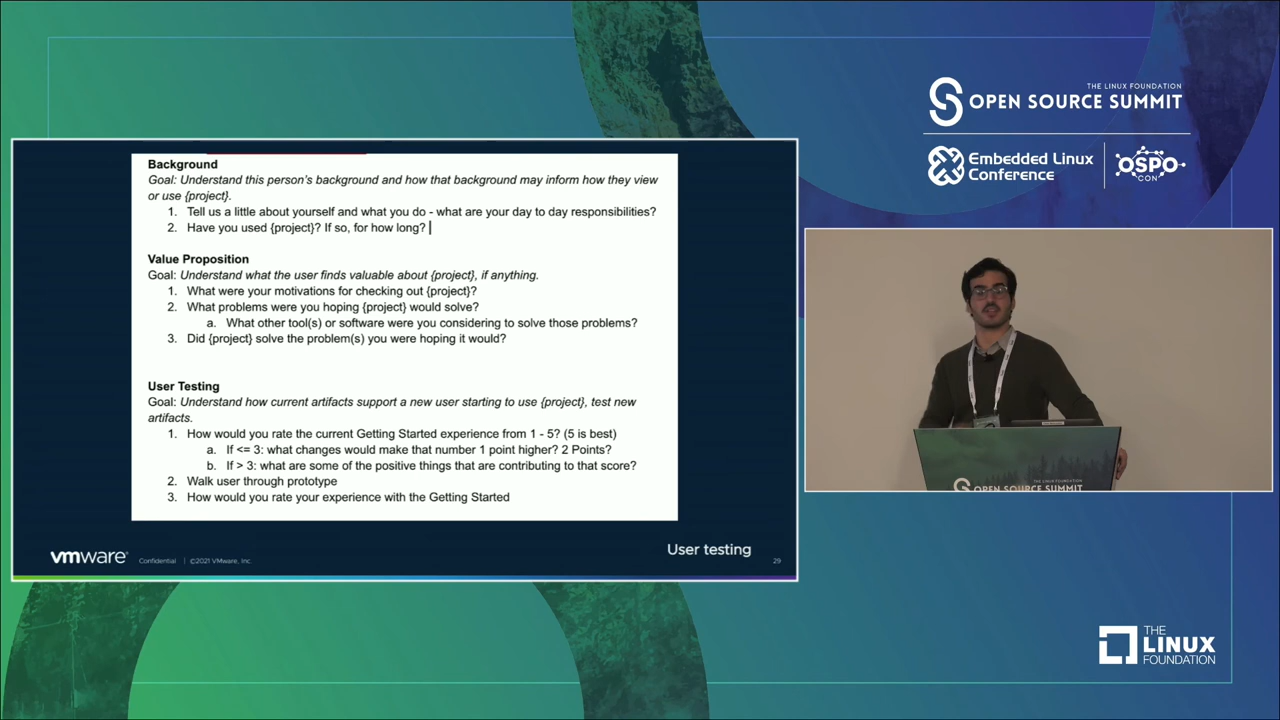 THE LINUX FOUNDATION
OPEN SOURCE SUMMIT
Embedded Linux
Conference
OSPO
CON
Background
Goal: Understand this person's background and how that background may inform how they view
or use {project}.
1. Tell us a little about yourself and what you do - what are your day to day responsibilities?
2. Have you used {project}? If so, for how long?
Value Proposition
Goal: Understand what the user finds valuable about {project}, if anything.
1. What were your motivations for checking out {project}?
2. What problems were you hoping {project} would solve?
a. What other tool(s) or software were you considering to solve those problems?
3. Did {project} solve the problem(s) you were hoping it would?
User Testing
Goal: Understand how current artifacts support a new user starting to use {project}, test new
artifacts.
1. How would you rate the current Getting Started experience from 1 - 5? (5 is best)
a. If <= 3: what changes would make that number 1 point higher? 2 Points?
b. If > 3: what are some of the positive things that are contributing to that score?
2. Walk user through prototype
3. How would you rate your experience with the Getting Started
vmware®
Confidential | ©2021 VMware, Inc.
User testing
29
OPEN SOURCE SUMMIT
THE
LINUX
FOUNDATION